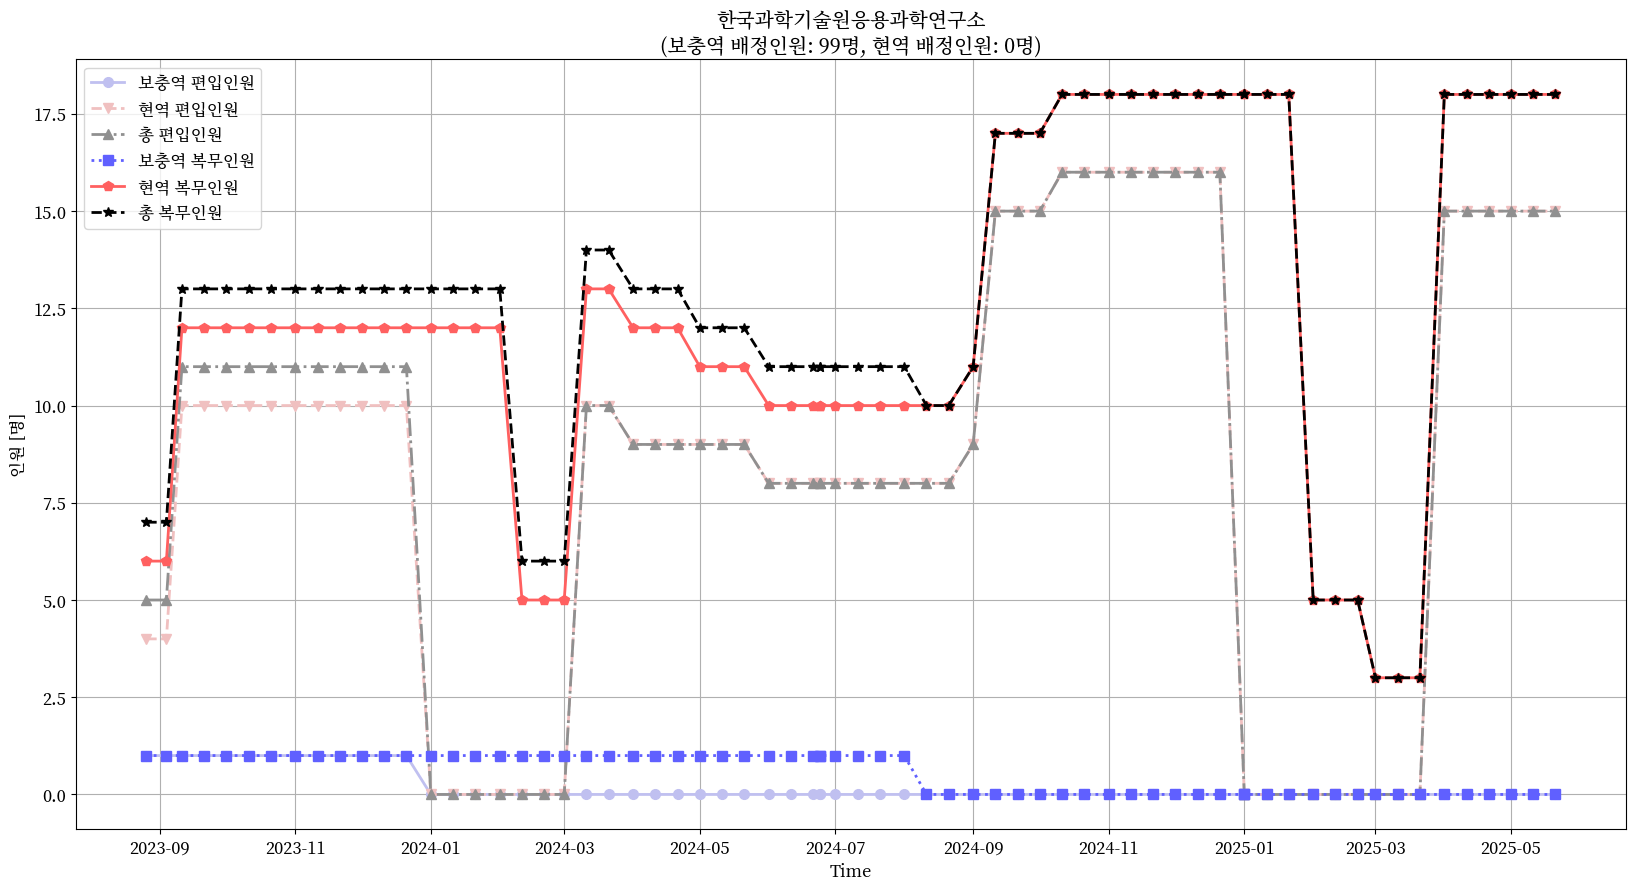 한국과학기술원응용과학연구소
(보충역 배정인원: 99명, 현역 배정인원: 0명)
보충역 편입인원
현역 편입인원
총 편입인원
보충역 복무인원
현역 복무인원
총 복무인원
인원 [명]
17.5
15.0
12.5
10.0
7.5
5.0
2.5
0.0
2023-09 2023-11 2024-01 2024-03 2024-05 2024-07 2024-09 2024-11 2025-01 2025-03 2025-05
Time